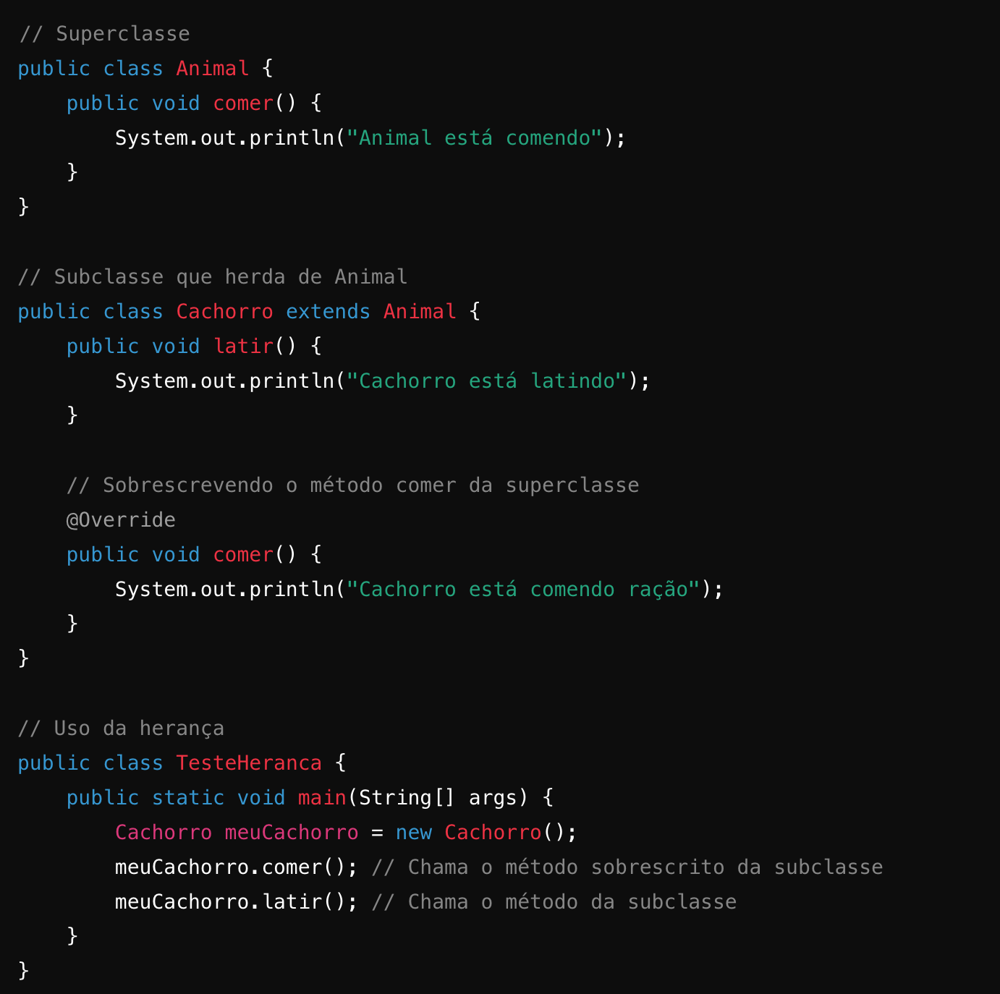 // Superclasse
public class Animal {
    public void comer() {
        System.out.println("Animal está comendo");
    }
}

// Subclasse que herda de Animal
public class Cachorro extends Animal {
    public void latir() {
        System.out.println("Cachorro está latindo");
    }

    // Sobrescrevendo o método comer da superclasse
    @Override
    public void comer() {
        System.out.println("Cachorro está comendo ração");
    }
}

// Uso da herança
public class TesteHeranca {
    public static void main(String[] args) {
        Cachorro meuCachorro = new Cachorro();
        meuCachorro.comer(); // Chama o método sobrescrito da subclasse
        meuCachorro.latir(); // Chama o método da subclasse
    }
}